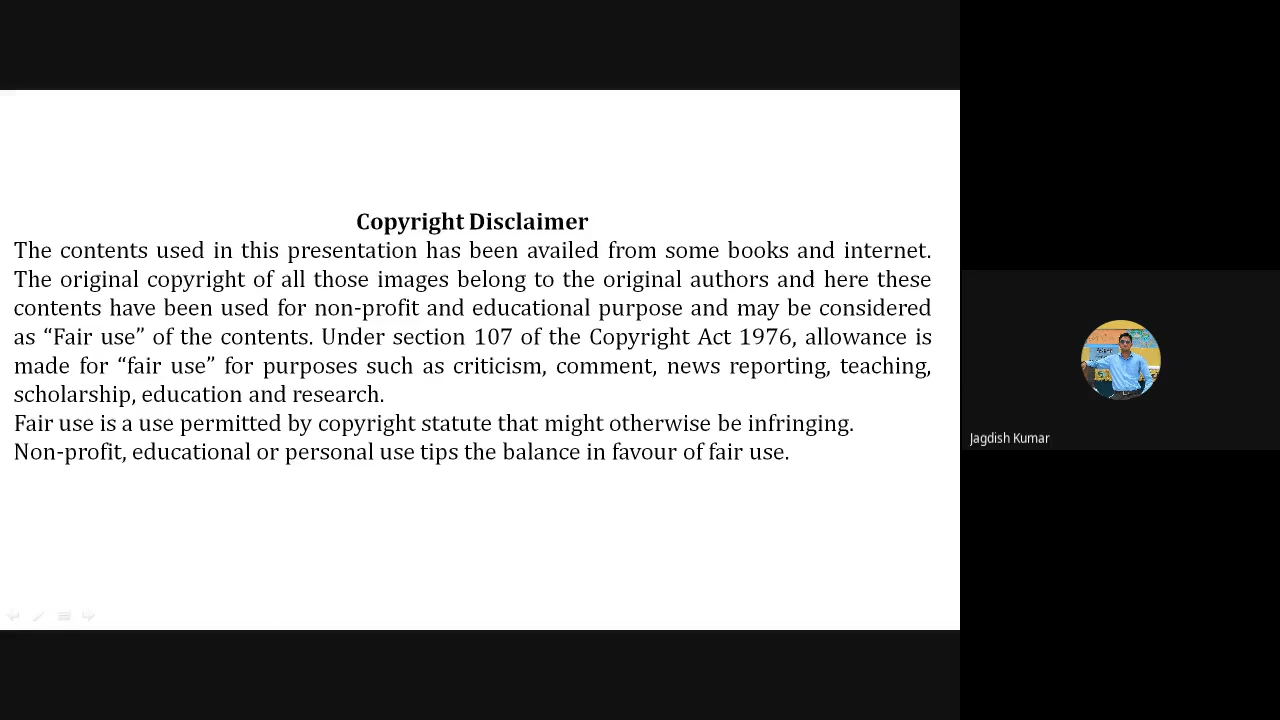 Copyright Disclaimer
The contents used in this presentation has been availed from some books and internet.
The original copyright of all those images belong to the original authors and here these
contents have been used for non-profit and educational purpose and may be considered
as “Fair use” of the contents. Under section 107 of the Copyright Act 1976, allowance is
made for “fair use” for purposes such as criticism, comment, news reporting, teaching,
scholarship, education and research.
Fair use is a use permitted by copyright statute that might otherwise be infringing.
Non-profit, educational or personal use tips the balance in favour of fair use.
Jagdish Kumar